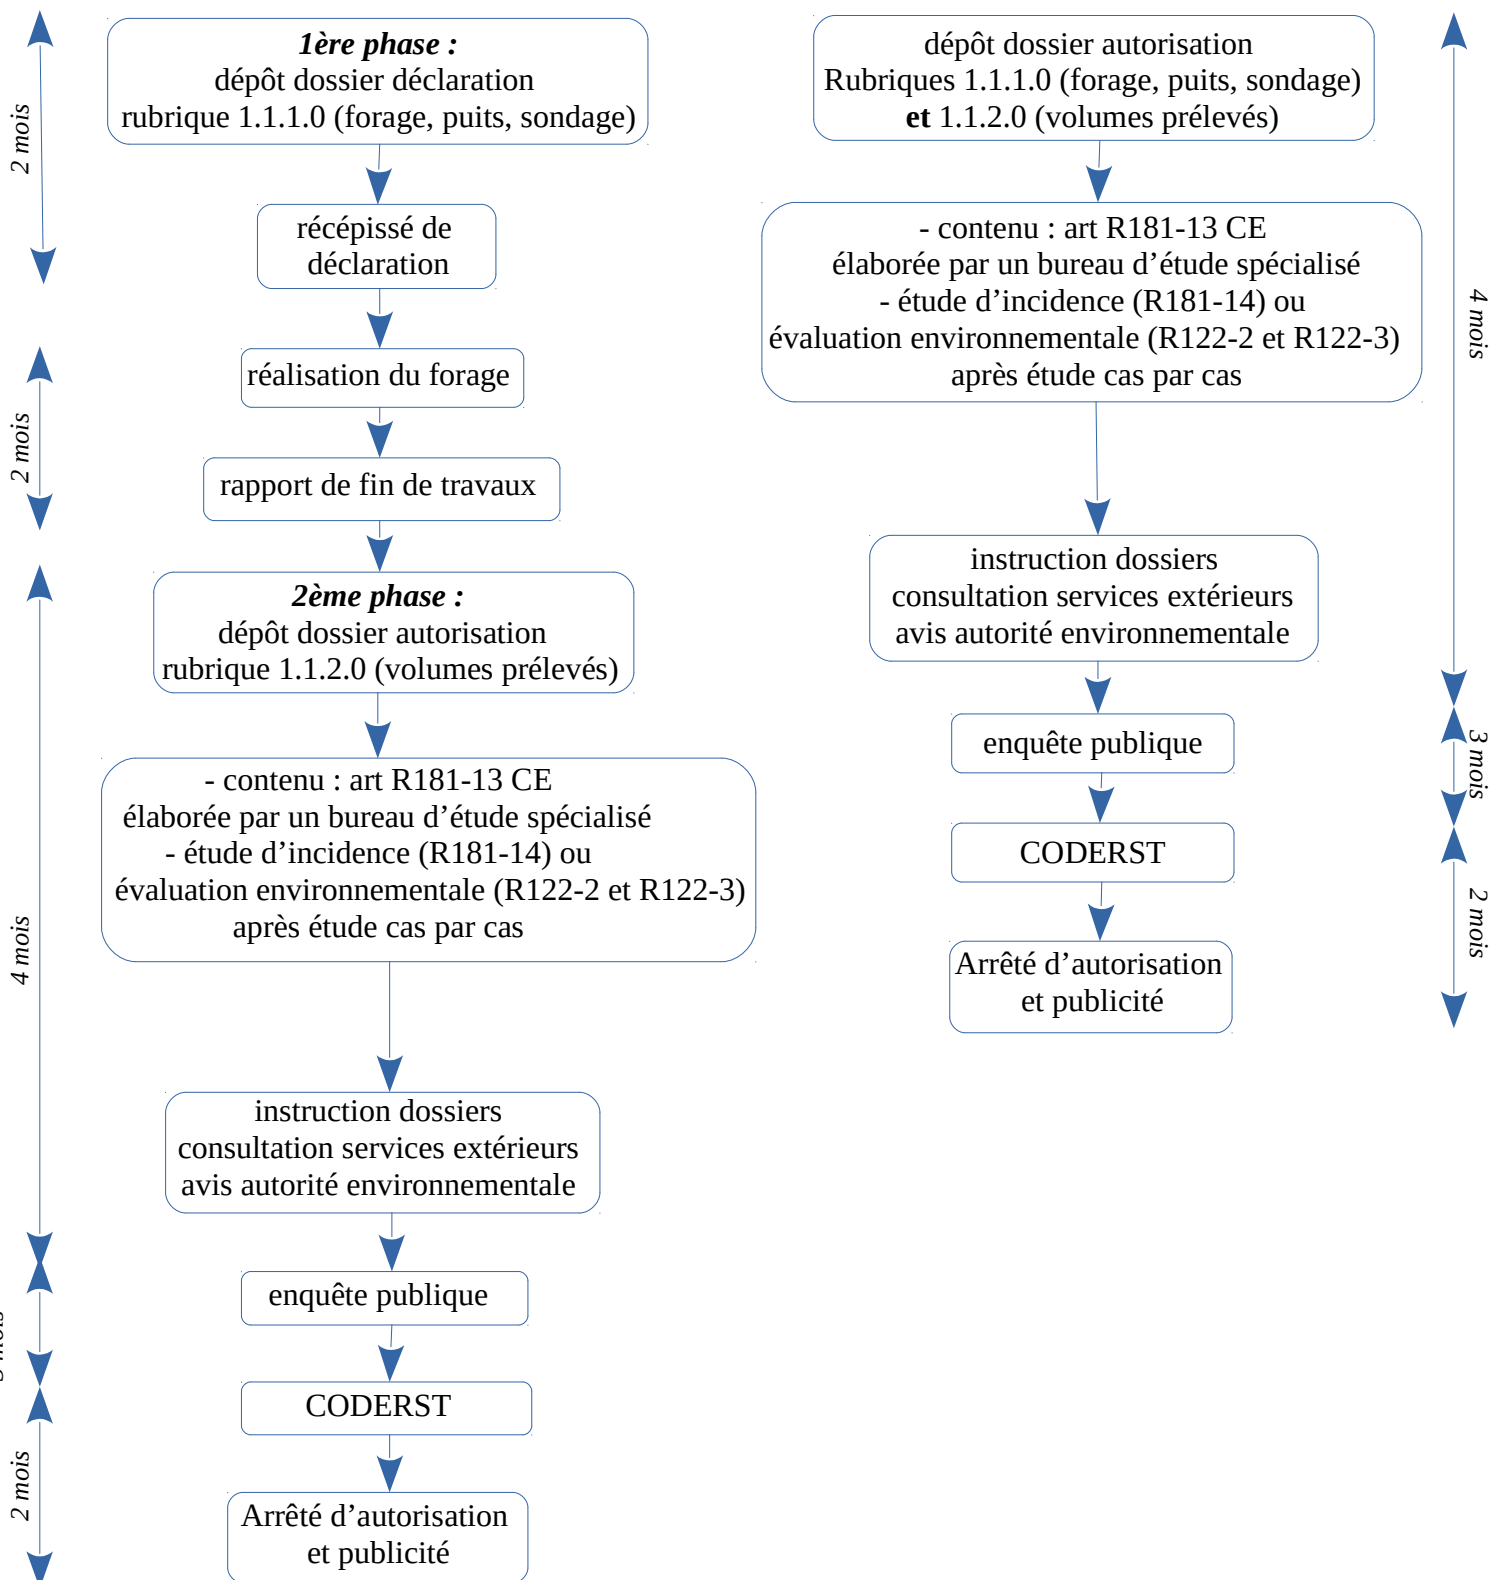 1ère phase :
dépôt dossier déclaration
rubrique 1.1.1.0 (forage, puits, sondage)
2 mois
récépissé de
déclaration
réalisation du forage
2 mois
rapport de fin de travaux
2ème phase :
dépôt dossier autorisation
rubrique 1.1.2.0 (volumes prélevés)
- contenu : art R181-13 CE
élaborée par un bureau d’étude spécialisé
- étude d’incidence (R181-14) ou
évaluation environnementale (R122-2 et R122-3)
après étude cas par cas
4 mois
instruction dossiers
consultation services extérieurs
avis autorité environnementale
enquête publique
mois
CODERST
2 mois
Arrêté d’autorisation
et publicité
dépôt dossier autorisation
Rubriques 1.1.1.0 (forage, puits, sondage)
et 1.1.2.0 (volumes prélevés)
- contenu : art R181-13 CE
élaborée par un bureau d’étude spécialisé
- étude d’incidence (R181-14) ou
évaluation environnementale (R122-2 et R122-3)
après étude cas par cas
4 mois
instruction dossiers
consultation services extérieurs
avis autorité environnementale
enquête publique
3 mois
CODERST
2 mois
Arrêté d’autorisation
et publicité